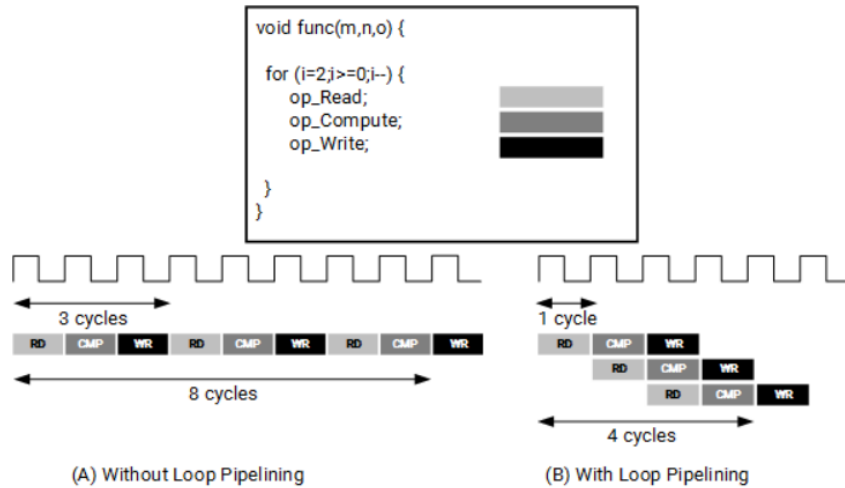 void func(m,n,o) {
for (i=2;i>=0;i--) {
op_Read;
op_Compute;
op_Write;
}
}
3 cycles
1 cycle
RD CMP WR RD CMP WR RD CMP WR
RD CMP WR
RD CMP WR
RD CMP WR
8 cycles
4 cycles
(A) Without Loop Pipelining
(B) With Loop Pipelining